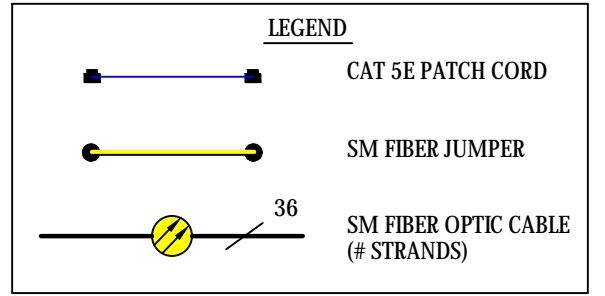 LEGEND
CAT 5E PATCH CORD
SM FIBER JUMPER
36
SM FIBER OPTIC CABLE
(# STRANDS)